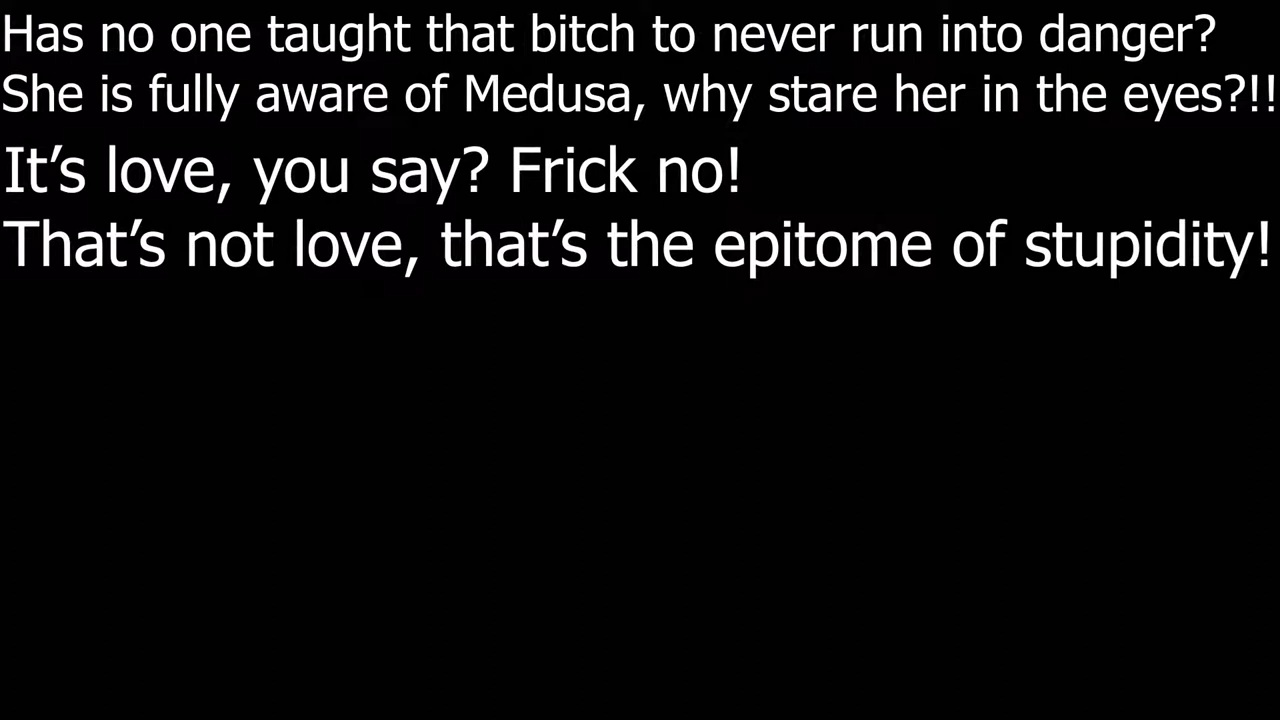 Has no one taught that bitch to never run into danger?
She is fully aware of Medusa, why stare her in the eyes?!!
It’s love, you say? Frick no!
That’s not love, that’s the epitome of stupidity!